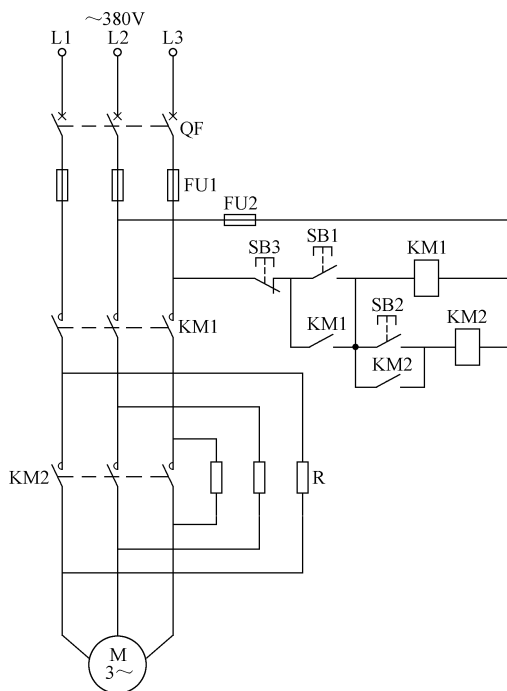 ～380V
L1 L2 L3
QF
FU1
FU2
SB3 SB1 KM1
KM1 KM1 SB2 KM2
KM2
KM2 R
M
3～